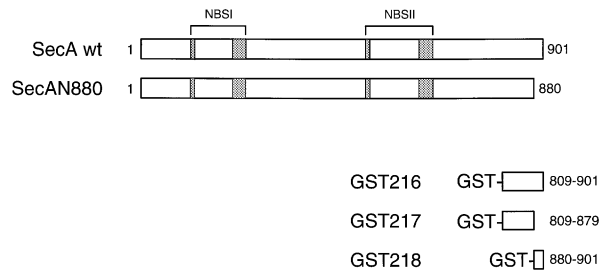 NBSI NBSII
SecA wt 1 901
SecAN880 1 880
GST216 GST- 809-901
GST217 GST- 809-879
GST218 GST- 880-901